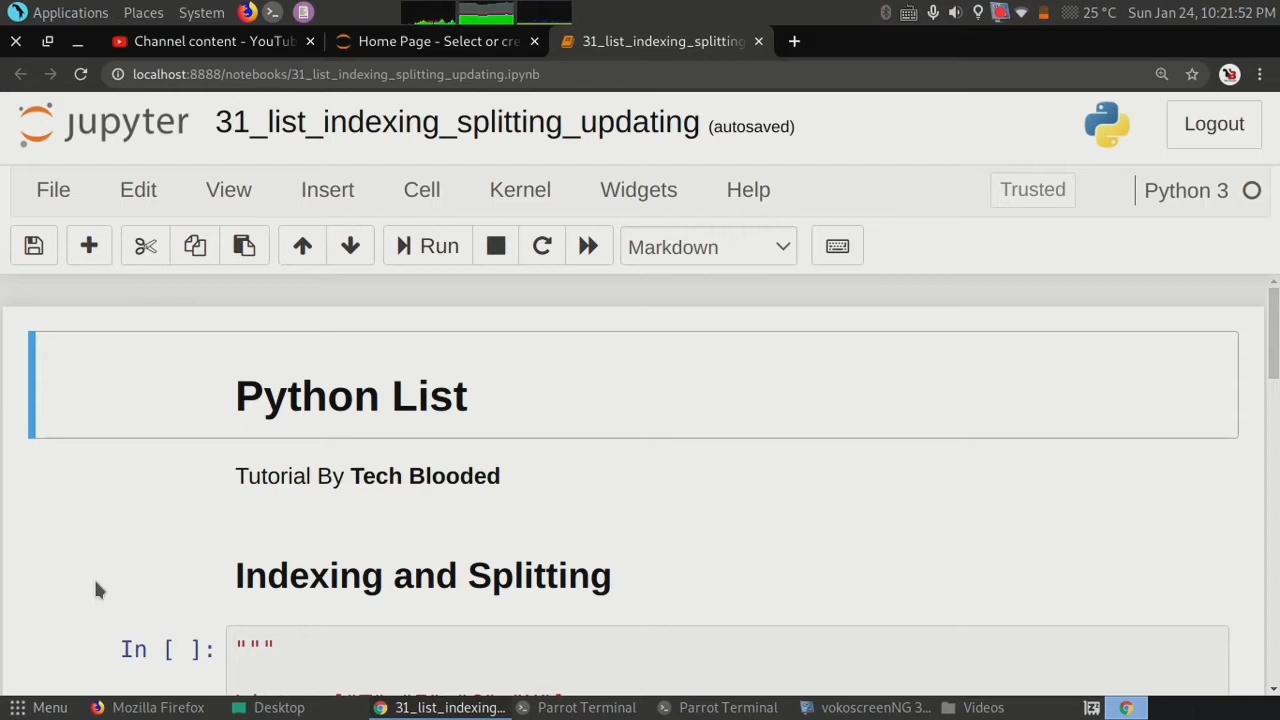 Applications Places System 25 °C Sun Jan 24, 10:21:52 PM
Channel content - YouTub Home Page - Select or cre 31_list_indexing_splitting
localhost:8888/notebooks/31_list_indexing_splitting_updating.ipynb
jupyter 31_list_indexing_splitting_updating (autosaved) Logout
File Edit View Insert Cell Kernel Widgets Help Trusted Python 3
Run Markdown
Python List
Tutorial By Tech Blooded
Indexing and Splitting
In [ ]: """
Menu Mozilla Firefox Desktop 31_list_indexing... Parrot Terminal Parrot Terminal vokoscreenNG 3... Videos